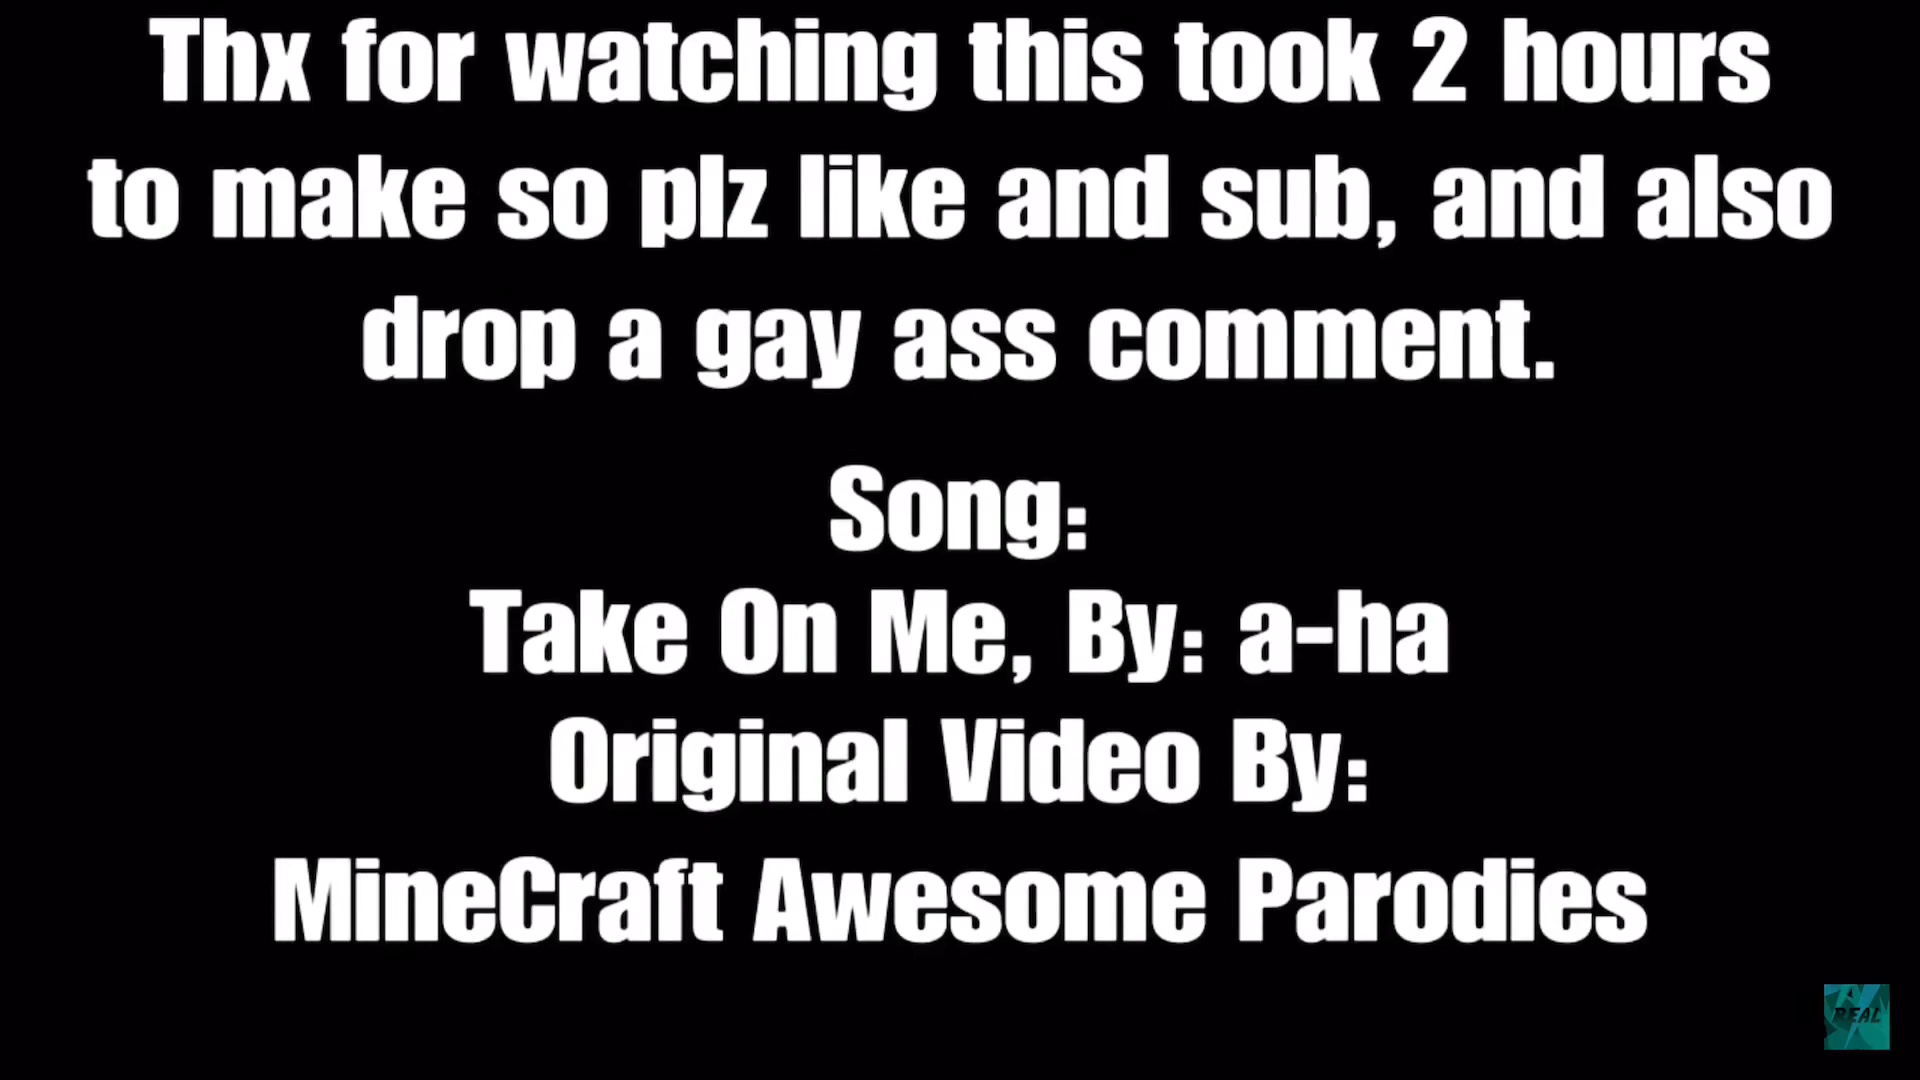 Thx for watching this took 2 hours
to make so plz like and sub, and also
drop a gay ass comment.
Song:
Take On Me, By: a-ha
Original Video By:
MineCraft Awesome Parodies
REAL